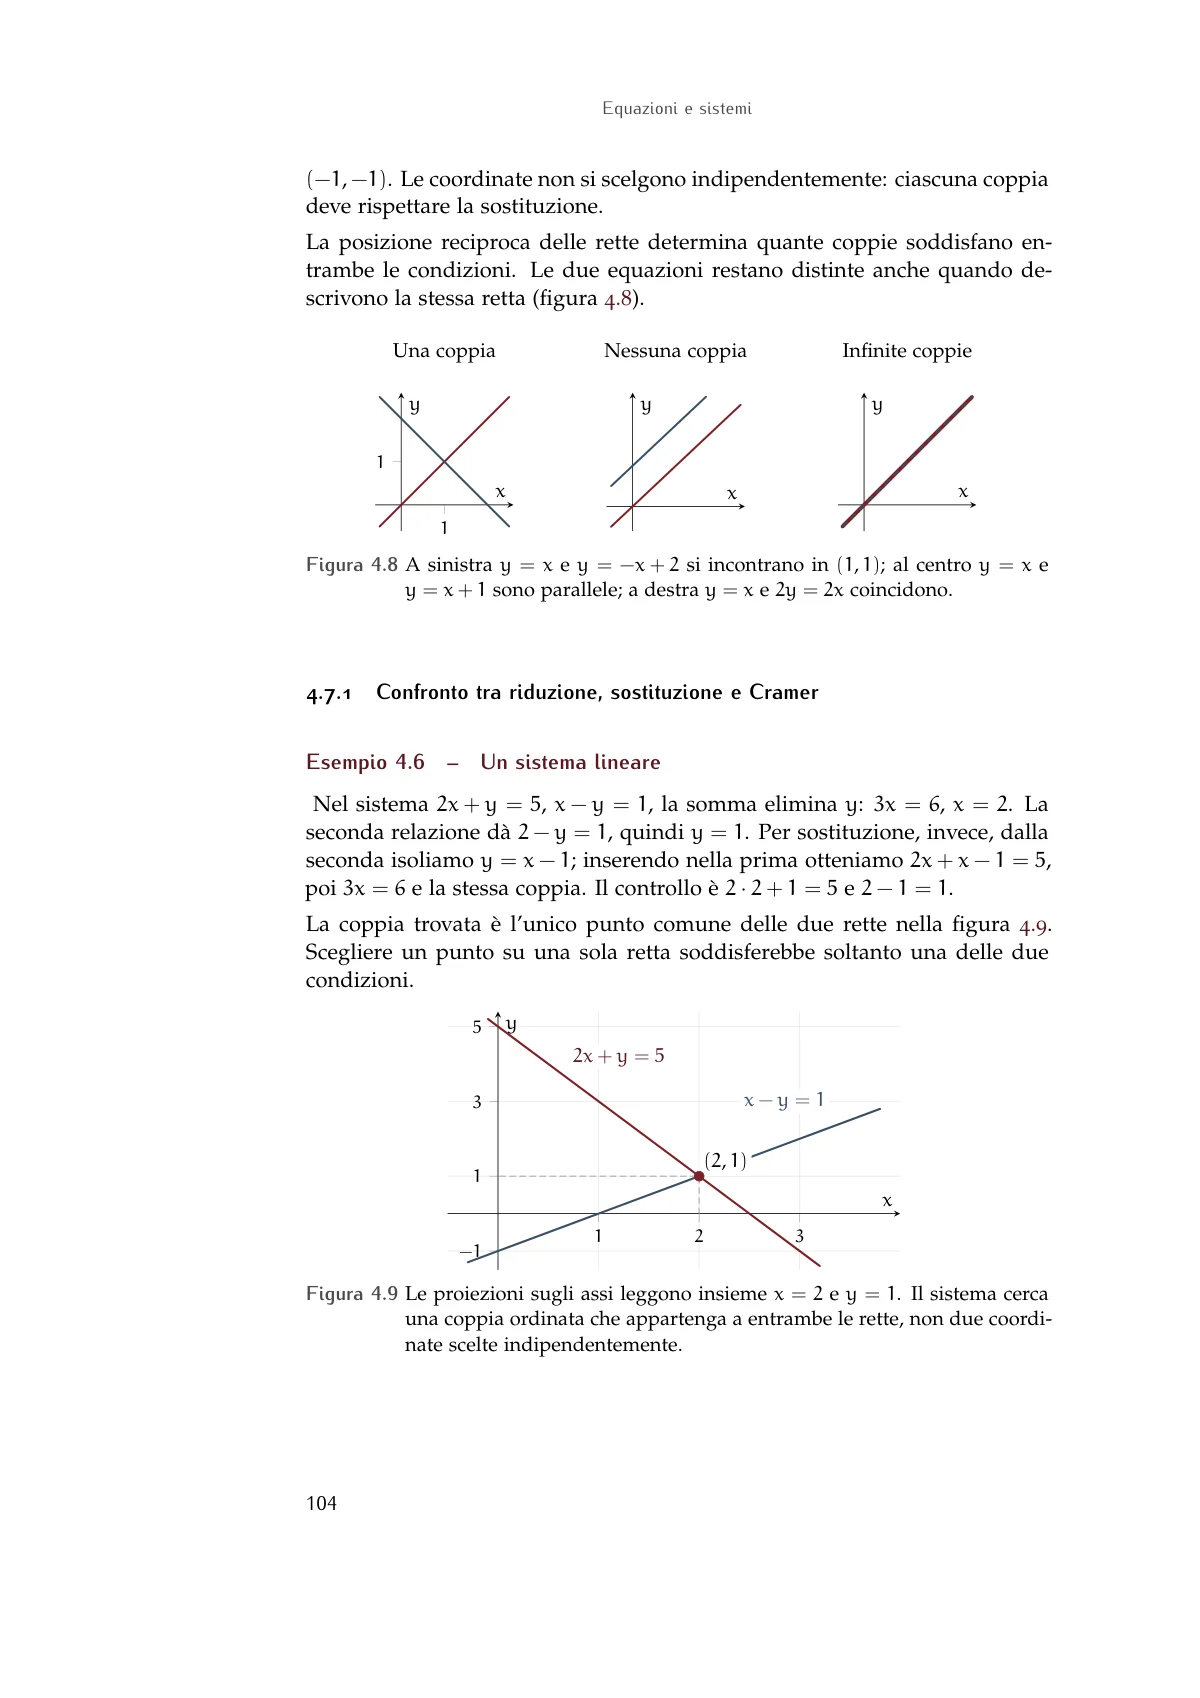 Equazioni e sistemi
(−1, −1). Le coordinate non si scelgono indipendentemente: ciascuna coppia
deve rispettare la sostituzione.
La posizione reciproca delle rette determina quante coppie soddisfano en-
trambe le condizioni. Le due equazioni restano distinte anche quando de-
scrivono la stessa retta (figura 4.8).
Una coppia
y
1
x
1
Nessuna coppia
y
x
Infinite coppie
y
x
Figura 4.8 A sinistra y = x e y = −x + 2 si incontrano in (1, 1); al centro y = x e
y = x + 1 sono parallele; a destra y = x e 2y = 2x coincidono.
4.7.1 Confronto tra riduzione, sostituzione e Cramer
Esempio 4.6 – Un sistema lineare
Nel sistema 2x + y = 5, x − y = 1, la somma elimina y: 3x = 6, x = 2. La
seconda relazione dà 2 − y = 1, quindi y = 1. Per sostituzione, invece, dalla
seconda isoliamo y = x − 1; inserendo nella prima otteniamo 2x + x − 1 = 5,
poi 3x = 6 e la stessa coppia. Il controllo è 2 · 2 + 1 = 5 e 2 − 1 = 1.
La coppia trovata è l'unico punto comune delle due rette nella figura 4.9.
Scegliere un punto su una sola retta soddisferebbe soltanto una delle due
condizioni.
5
y
2x + y = 5
3
x − y = 1
(2, 1)
1
x
1
2
3
−1
Figura 4.9 Le proiezioni sugli assi leggono insieme x = 2 e y = 1. Il sistema cerca
una coppia ordinata che appartenga a entrambe le rette, non due coordi-
nate scelte indipendentemente.
104